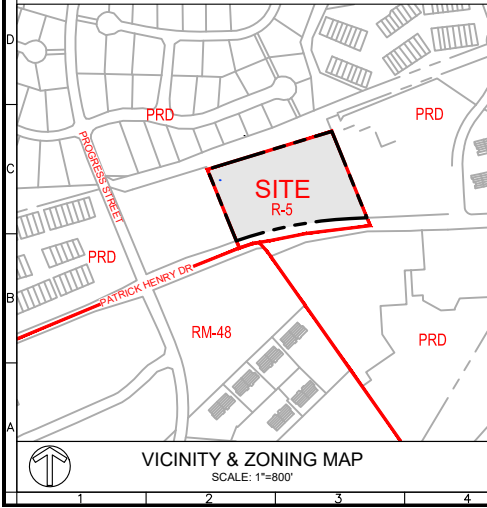 D
PRD
PRD
C
PROGRESS STREET
SITE
R-5
PRD
PATRICK HENRY DR
B
RM-48
PRD
A
VICINITY & ZONING MAP
SCALE: 1"=800'
1
2
3
4